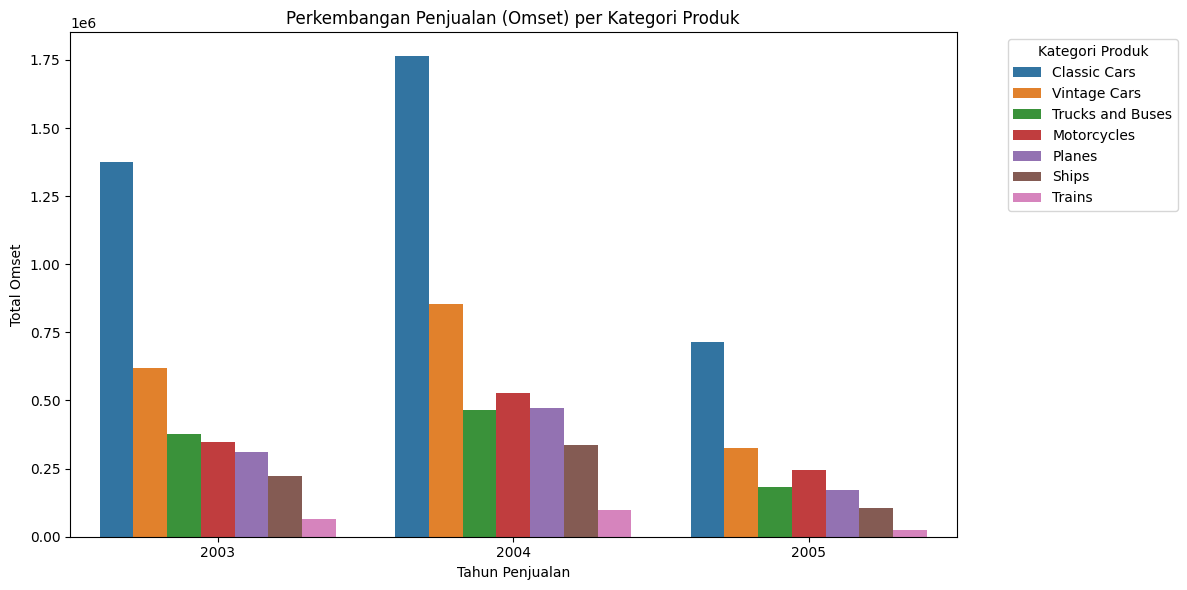 Perkembangan Penjualan (Omset) per Kategori Produk
1e6
Total Omset
1.75
1.50
1.25
1.00
0.75
0.50
0.25
0.00
2003 2004 2005
Tahun Penjualan
Kategori Produk
Classic Cars
Vintage Cars
Trucks and Buses
Motorcycles
Planes
Ships
Trains